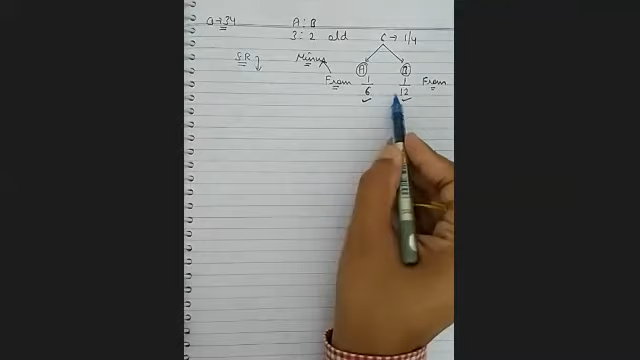 Q → 34
A : B
3 : 2 old
C → 1/4
SR ↓
Minus
A B
From 1/6 1/12 From